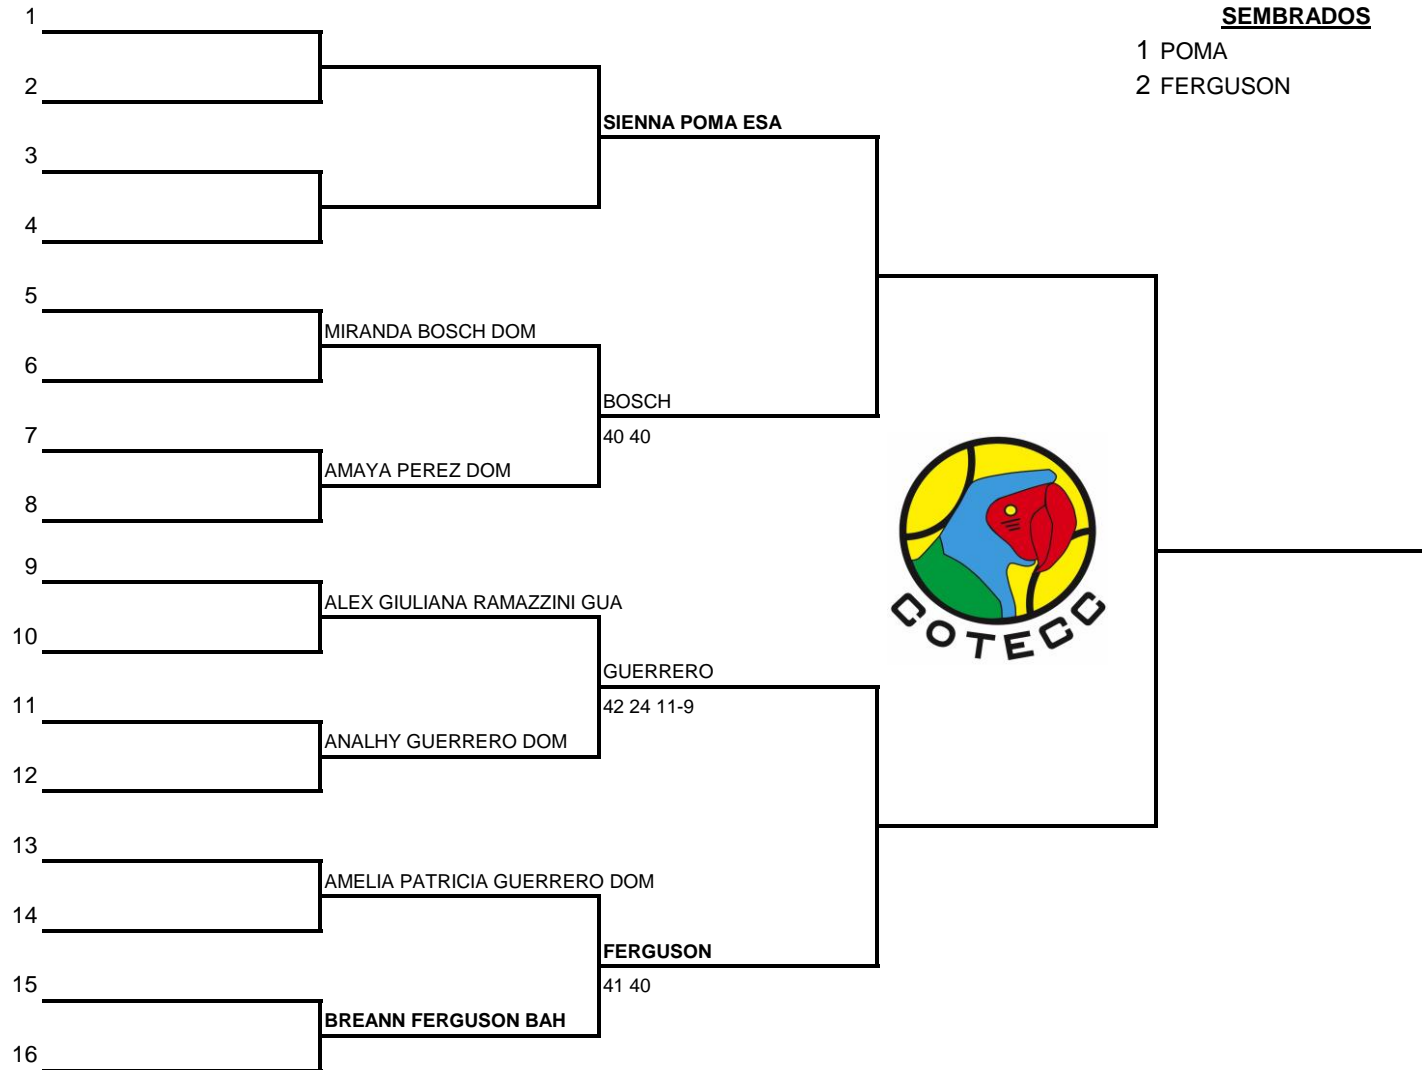 1
SEMBRADOS
1 POMA
2
2 FERGUSON
SIENNA POMA ESA
3
4
5
MIRANDA BOSCH DOM
6
BOSCH
7
40 40
AMAYA PEREZ DOM
8
9
ALEX GIULIANA RAMAZZINI GUA
COTECC
10
GUERRERO
11
42 24 11-9
ANALHY GUERRERO DOM
12
13
AMELIA PATRICIA GUERRERO DOM
14
FERGUSON
15
41 40
BREANN FERGUSON BAH
16